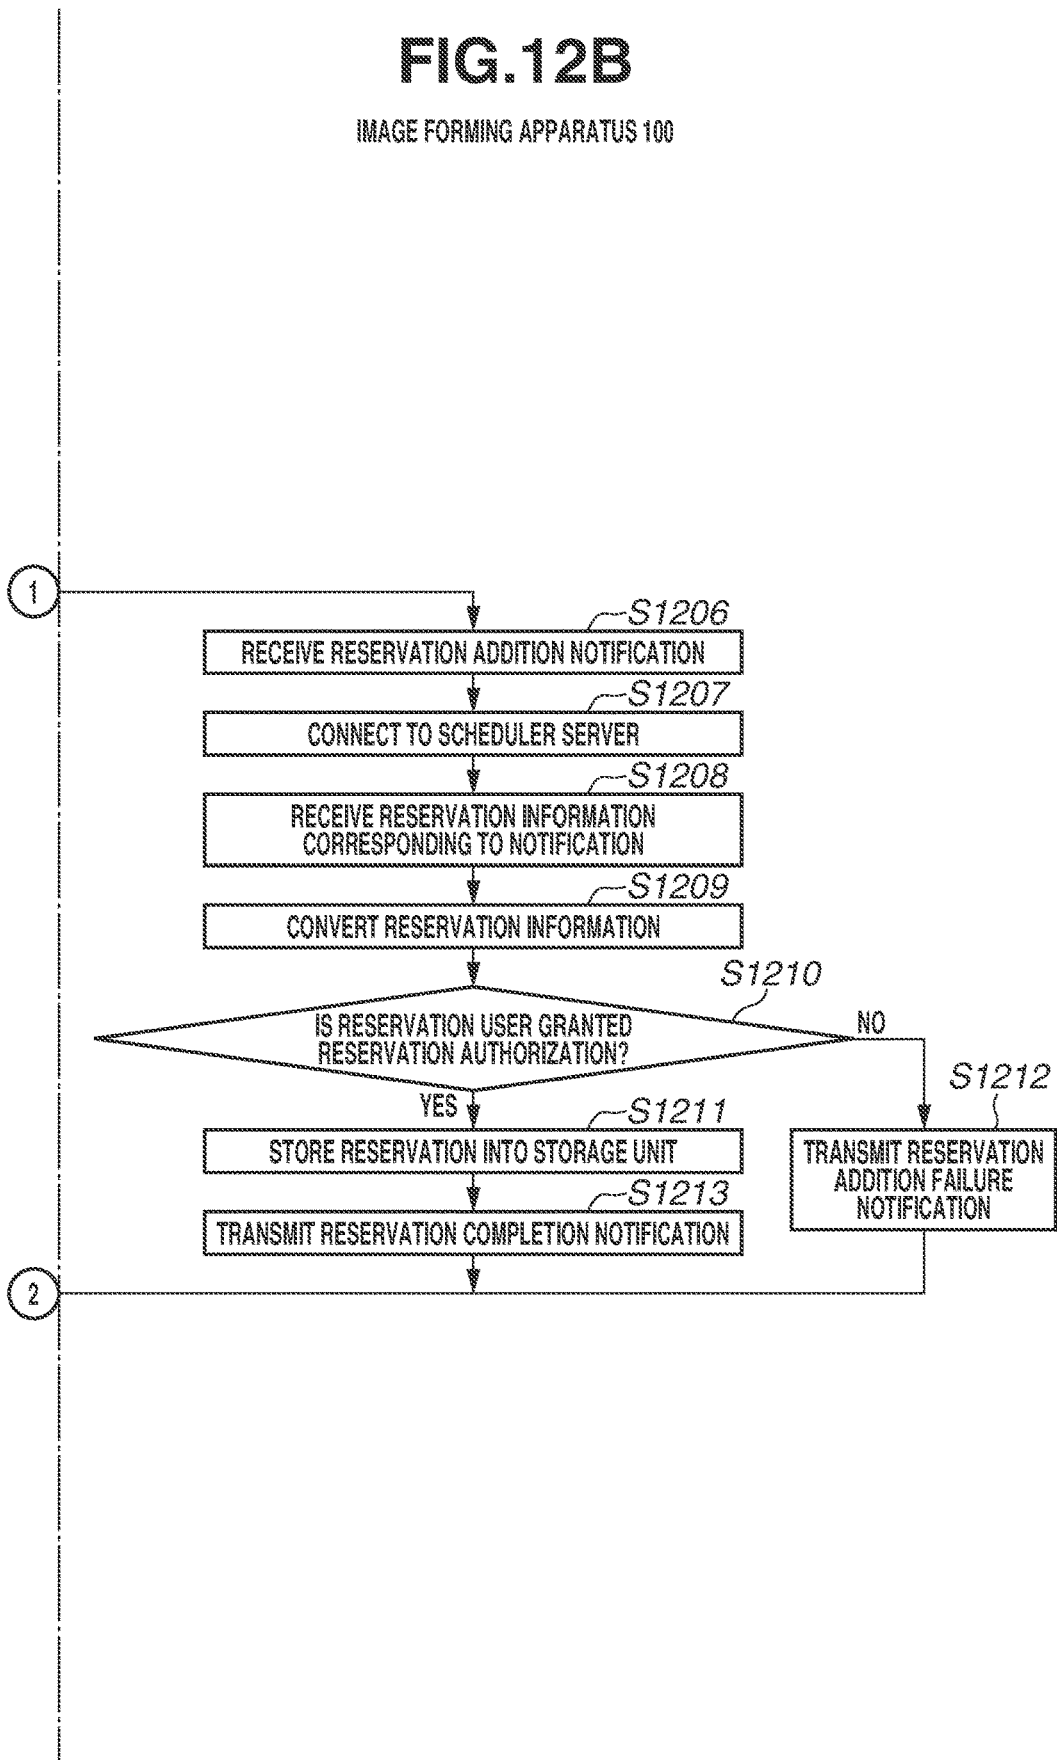 FIG.12B
IMAGE FORMING APPARATUS 100
1
S1206
RECEIVE RESERVATION ADDITION NOTIFICATION
S1207
CONNECT TO SCHEDULER SERVER
S1208
RECEIVE RESERVATION INFORMATION
CORRESPONDING TO NOTIFICATION
S1209
CONVERT RESERVATION INFORMATION
S1210
IS RESERVATION USER GRANTED
RESERVATION AUTHORIZATION?
NO
YES
S1211
STORE RESERVATION INTO STORAGE UNIT
S1212
TRANSMIT RESERVATION
ADDITION FAILURE
NOTIFICATION
S1213
TRANSMIT RESERVATION COMPLETION NOTIFICATION
2